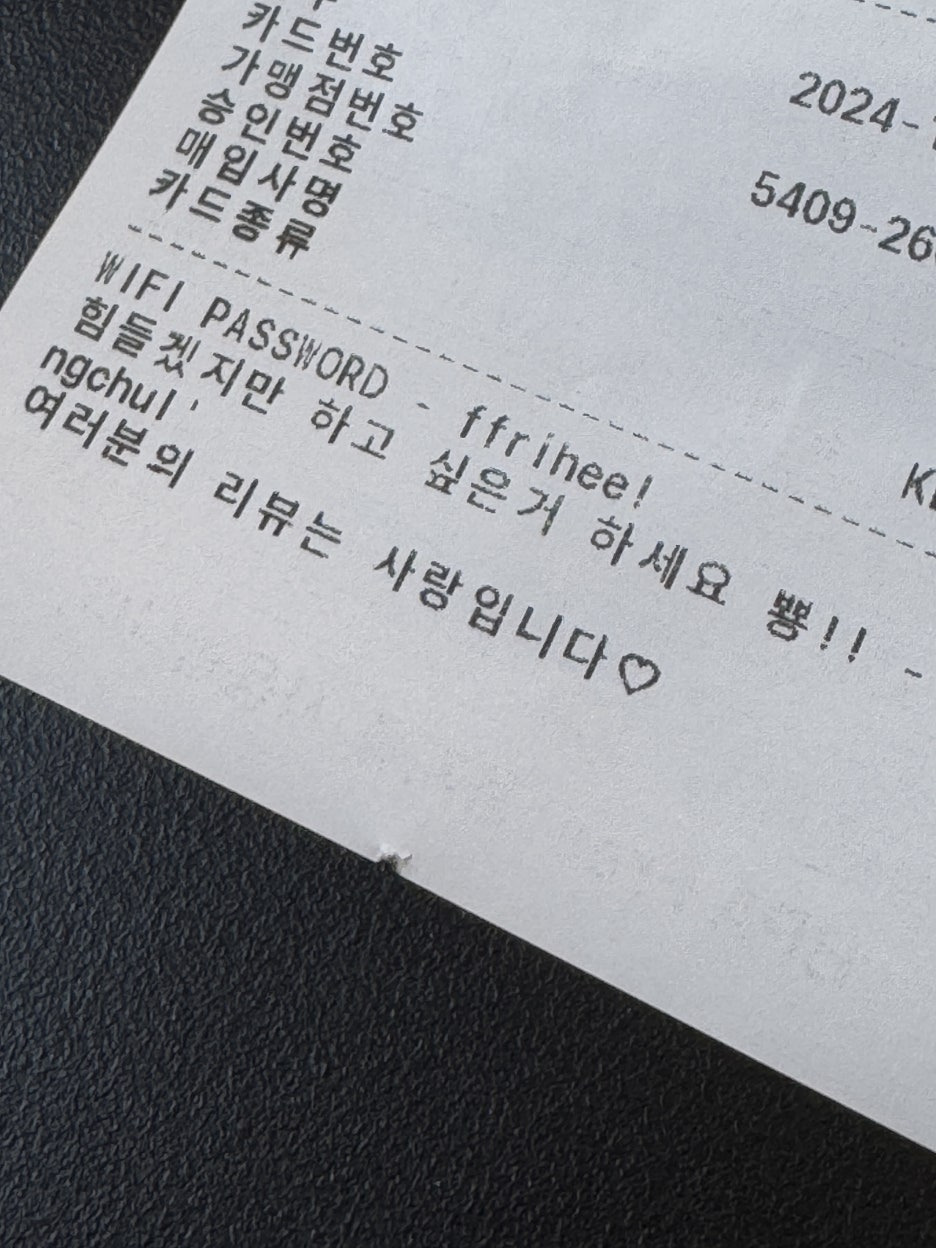 카드번호
가맹점번호 2024-
승인번호
매입사명 5409-26
카드종류
WIFI PASSWORD - ffrihee!
힘들겠지만 하고 싶은거 하세요 뿅!! -
ngchul'
여러분의 리뷰는 사랑입니다♡